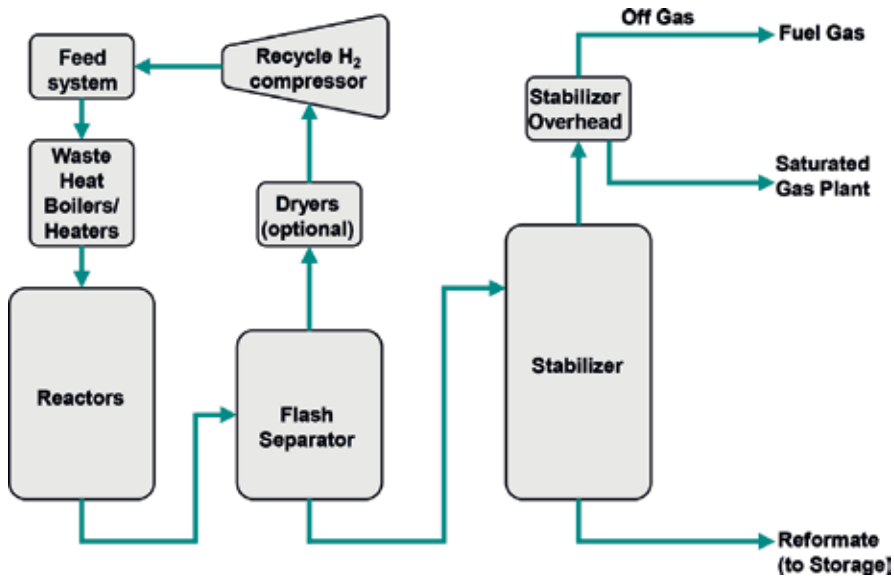 Off Gas
Fuel Gas
Feed
system
Recycle H₂
compressor
Stabilizer
Overhead
Waste
Heat
Boilers/
Heaters
Dryers
(optional)
Saturated
Gas Plant
Reactors
Flash
Separator
Stabilizer
Reformate
(to Storage)